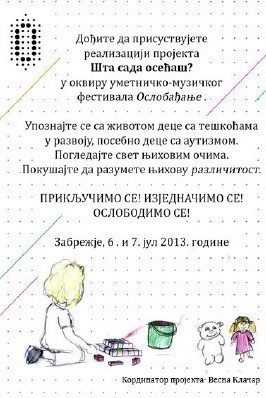 Дођите да присуствујете
реализацији пројекта
Шта сада осећаш?
у оквиру уметничко-музичког
фестивала Ослобађање .
Упознајте се са животом деце са тешкоћама
у развоју, посебно деце са аутизмом.
Погледајте свет њиховим очима.
Покушајте да разумете њихову различитост.
ПРИКЉУЧИМО СЕ! ИЗЈЕДНАЧИМО СЕ!
ОСЛОБОДИМО СЕ!
Забрежје, 6 . и 7. јул 2013. године
Кординатор пројекта- Весна Клачар